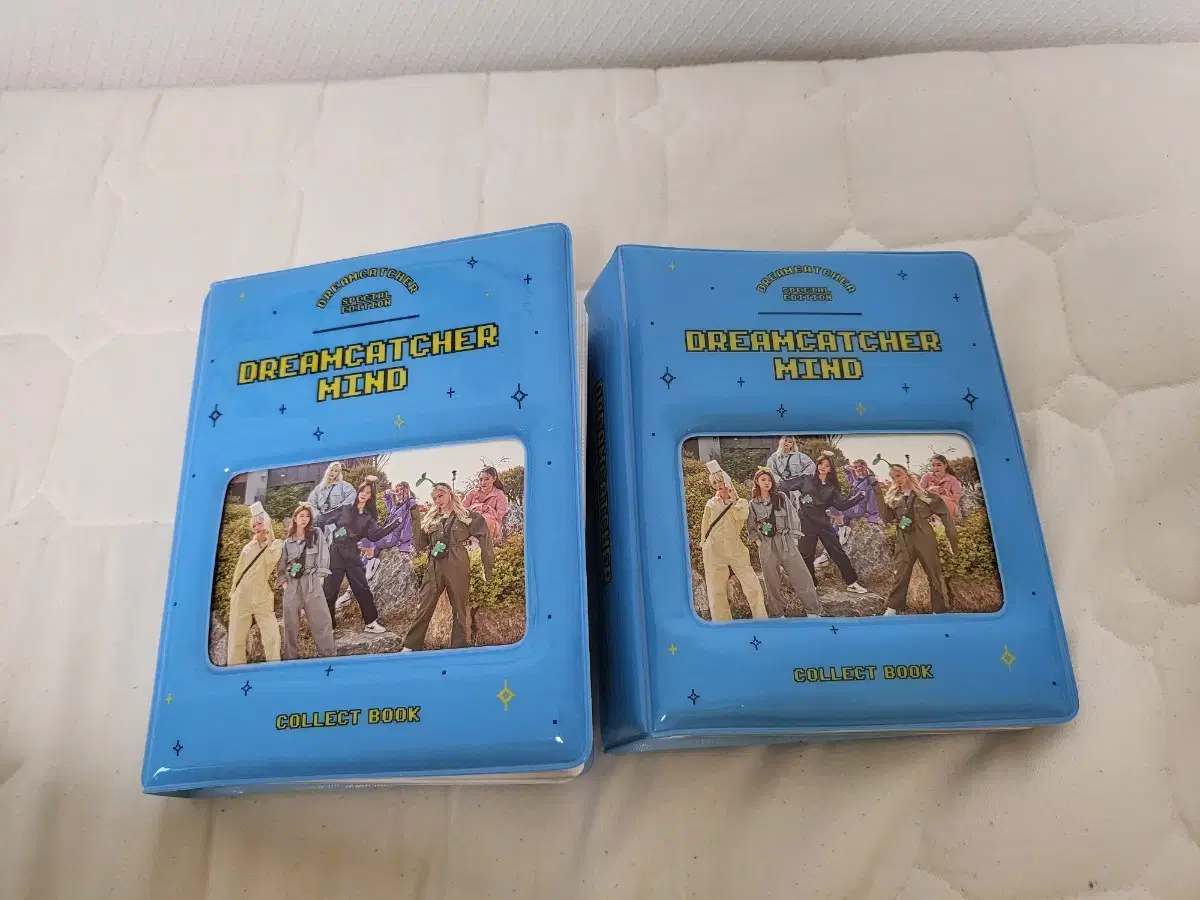 DREAMCATCHER
SPECIAL
EDITION
DREAMCATCHER
MIND
COLLECT BOOK
DREAMCATCHER
SPECIAL
EDITION
DREAMCATCHER
MIND
COLLECT BOOK